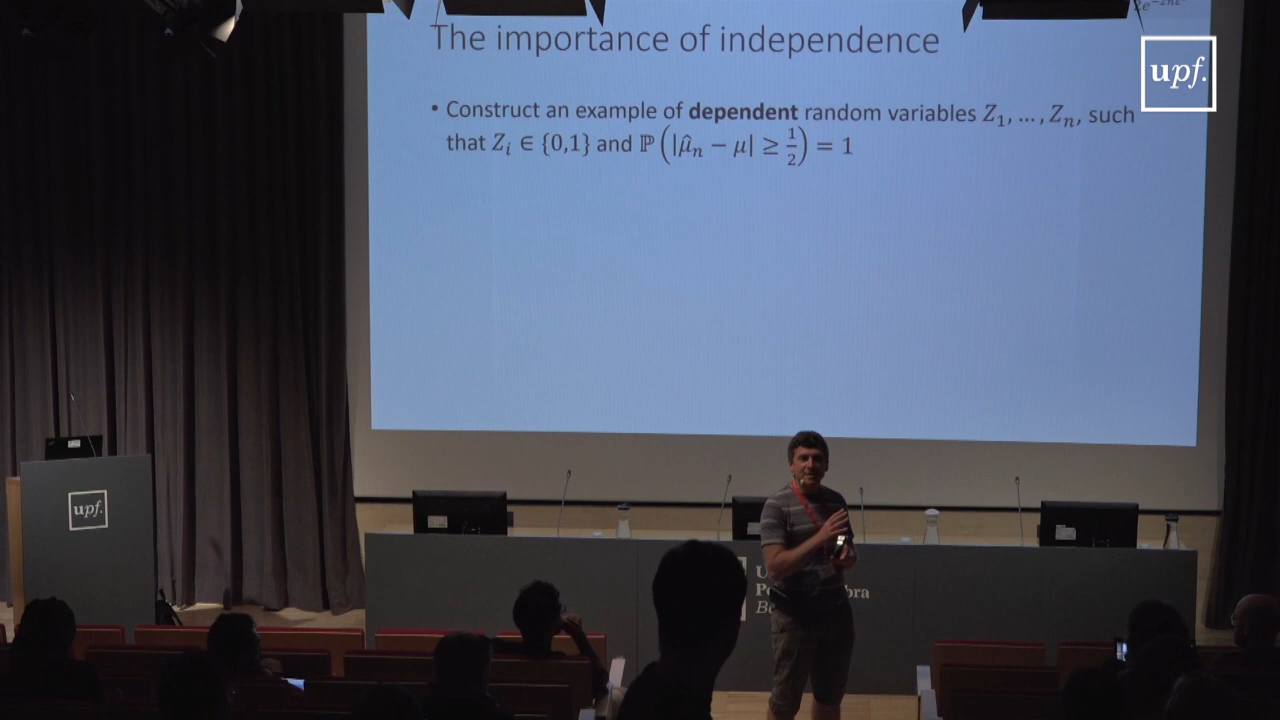 The importance of independence
upf.
• Construct an example of dependent random variables Z₁, … , Zₙ, such
that Zᵢ ∈ {0,1} and ℙ(|μ̂ₙ − μ| ≥ 1/2) = 1
upf.